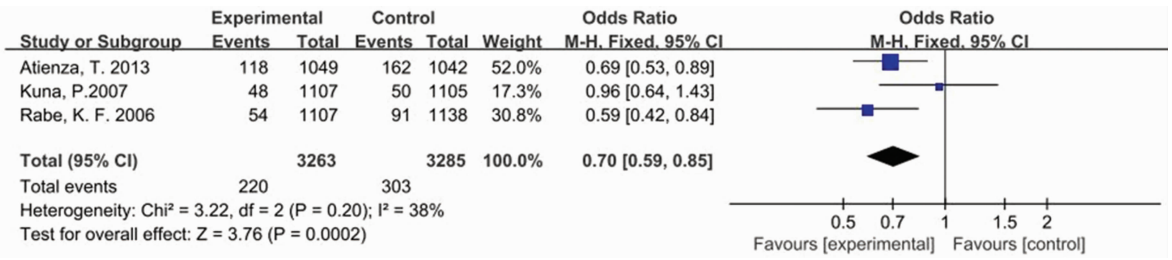 Experimental Control Odds Ratio Odds Ratio
Study or Subgroup Events Total Events Total Weight M-H, Fixed, 95% CI M-H, Fixed, 95% CI
Atienza, T. 2013 118 1049 162 1042 52.0% 0.69 [0.53, 0.89]
Kuna, P.2007 48 1107 50 1105 17.3% 0.96 [0.64, 1.43]
Rabe, K. F. 2006 54 1107 91 1138 30.8% 0.59 [0.42, 0.84]
Total (95% CI) 3263 3285 100.0% 0.70 [0.59, 0.85]
Total events 220 303
Heterogeneity: Chi² = 3.22, df = 2 (P = 0.20); I² = 38%
Test for overall effect: Z = 3.76 (P = 0.0002)
0.5 0.7 1 1.5 2
Favours [experimental] Favours [control]